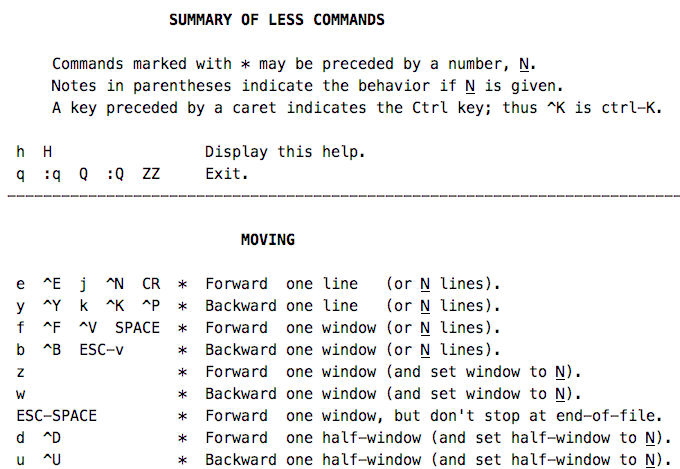 SUMMARY OF LESS COMMANDS
Commands marked with * may be preceded by a number, N.
Notes in parentheses indicate the behavior if N is given.
A key preceded by a caret indicates the Ctrl key; thus ^K is ctrl-K.
h H Display this help.
q :q Q :Q ZZ Exit.
MOVING
e ^E j ^N CR * Forward one line (or N lines).
y ^Y k ^K ^P * Backward one line (or N lines).
f ^F ^V SPACE * Forward one window (or N lines).
b ^B ESC-v * Backward one window (or N lines).
z * Forward one window (and set window to N).
w * Backward one window (and set window to N).
ESC-SPACE * Forward one window, but don't stop at end-of-file.
d ^D * Forward one half-window (and set half-window to N).
u ^U * Backward one half-window (and set half-window to N).